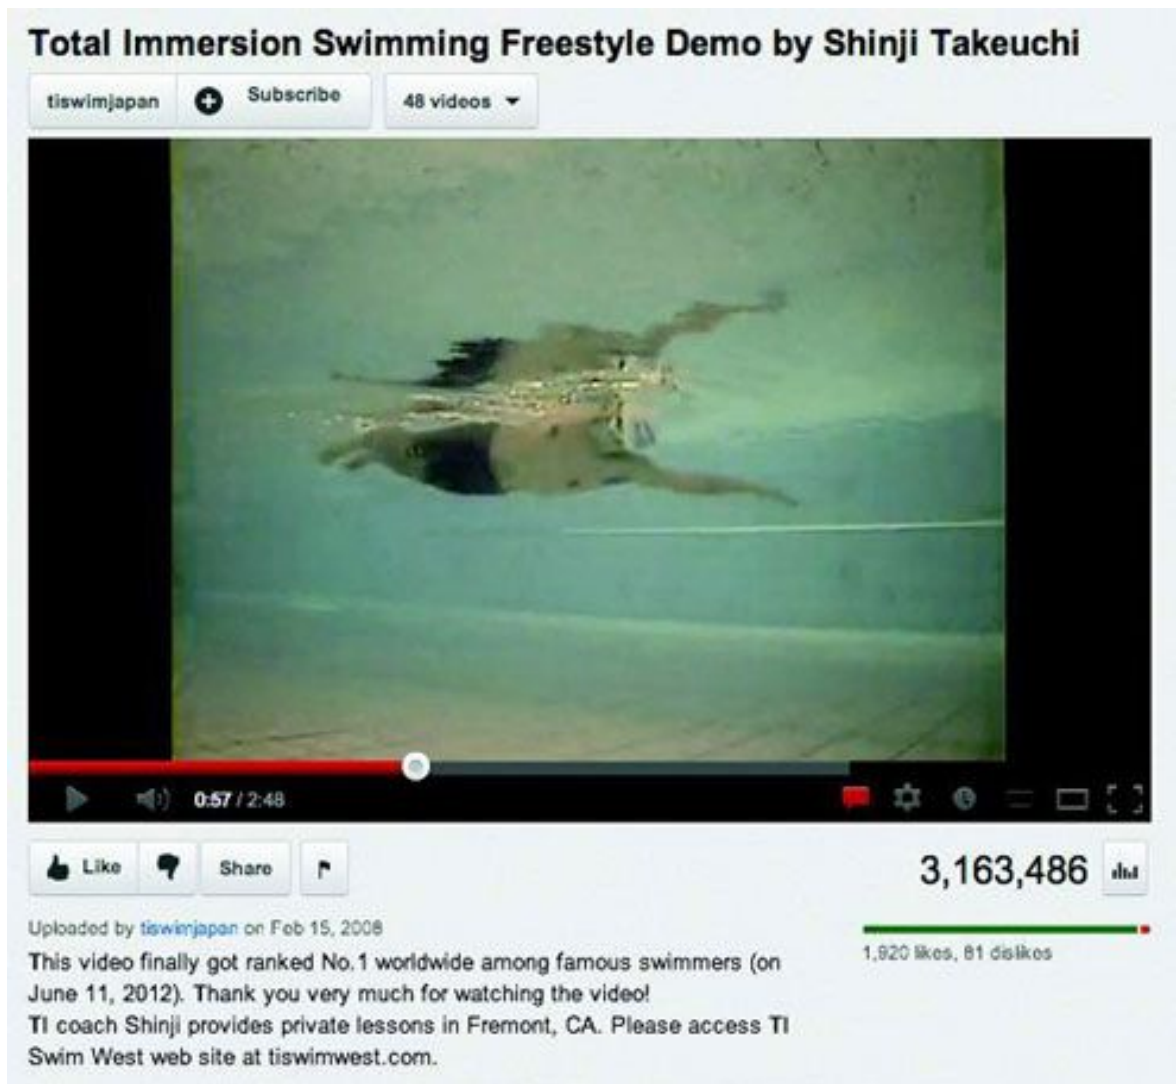 Total Immersion Swimming Freestyle Demo by Shinji Takeuchi
tiswimjapan Subscribe 48 videos
0:57 / 2:48
Like Share 3,163,486
Uploaded by tiswimjapan on Feb 15, 2008
1,920 likes, 81 dislikes
This video finally got ranked No.1 worldwide among famous swimmers (on
June 11, 2012). Thank you very much for watching the video!
TI coach Shinji provides private lessons in Fremont, CA. Please access TI
Swim West web site at tiswimwest.com.